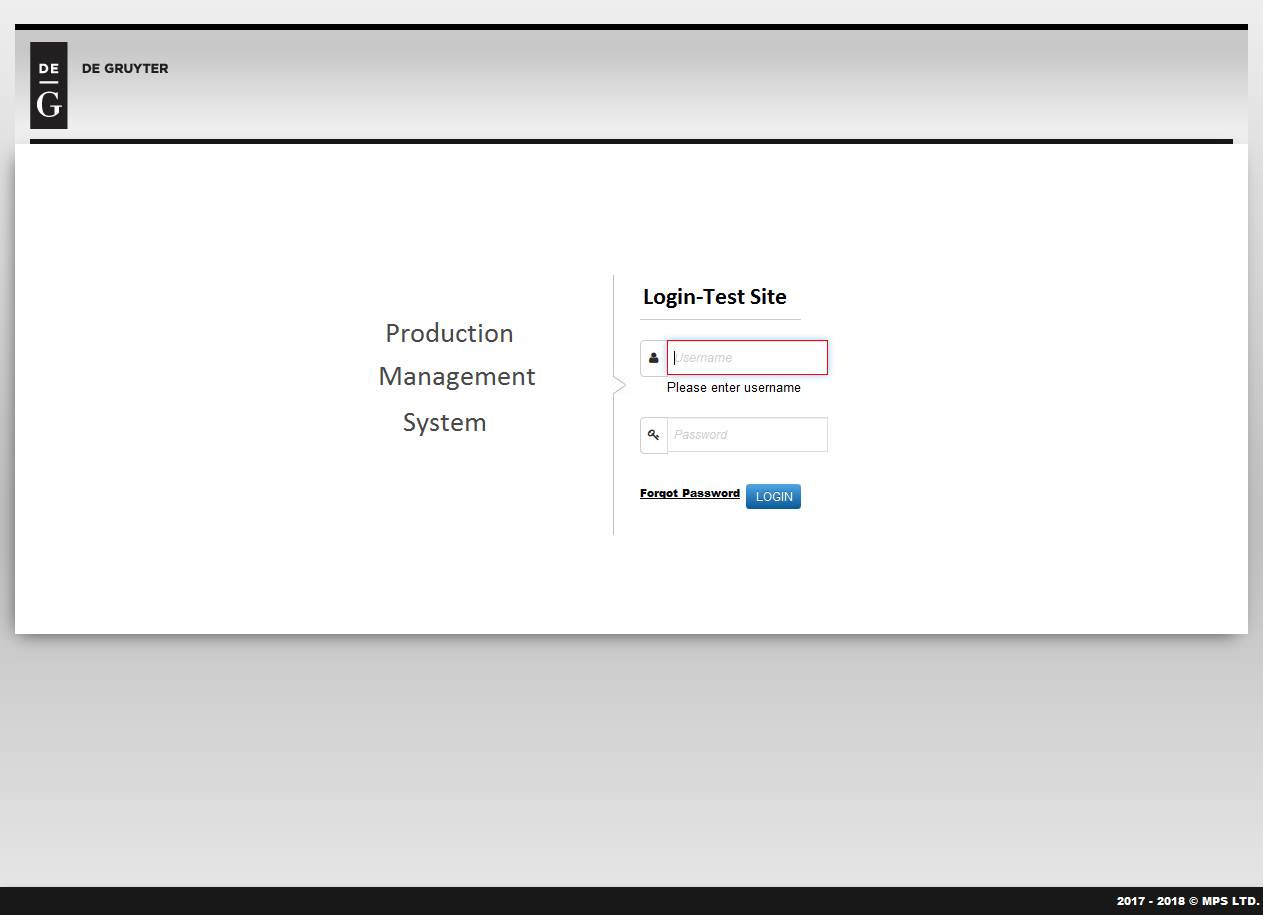 DE
G
DE GRUYTER
Production
Management
System
Login-Test Site
Username
Please enter username
Password
Forgot Password
LOGIN
2017 - 2018 © MPS LTD.